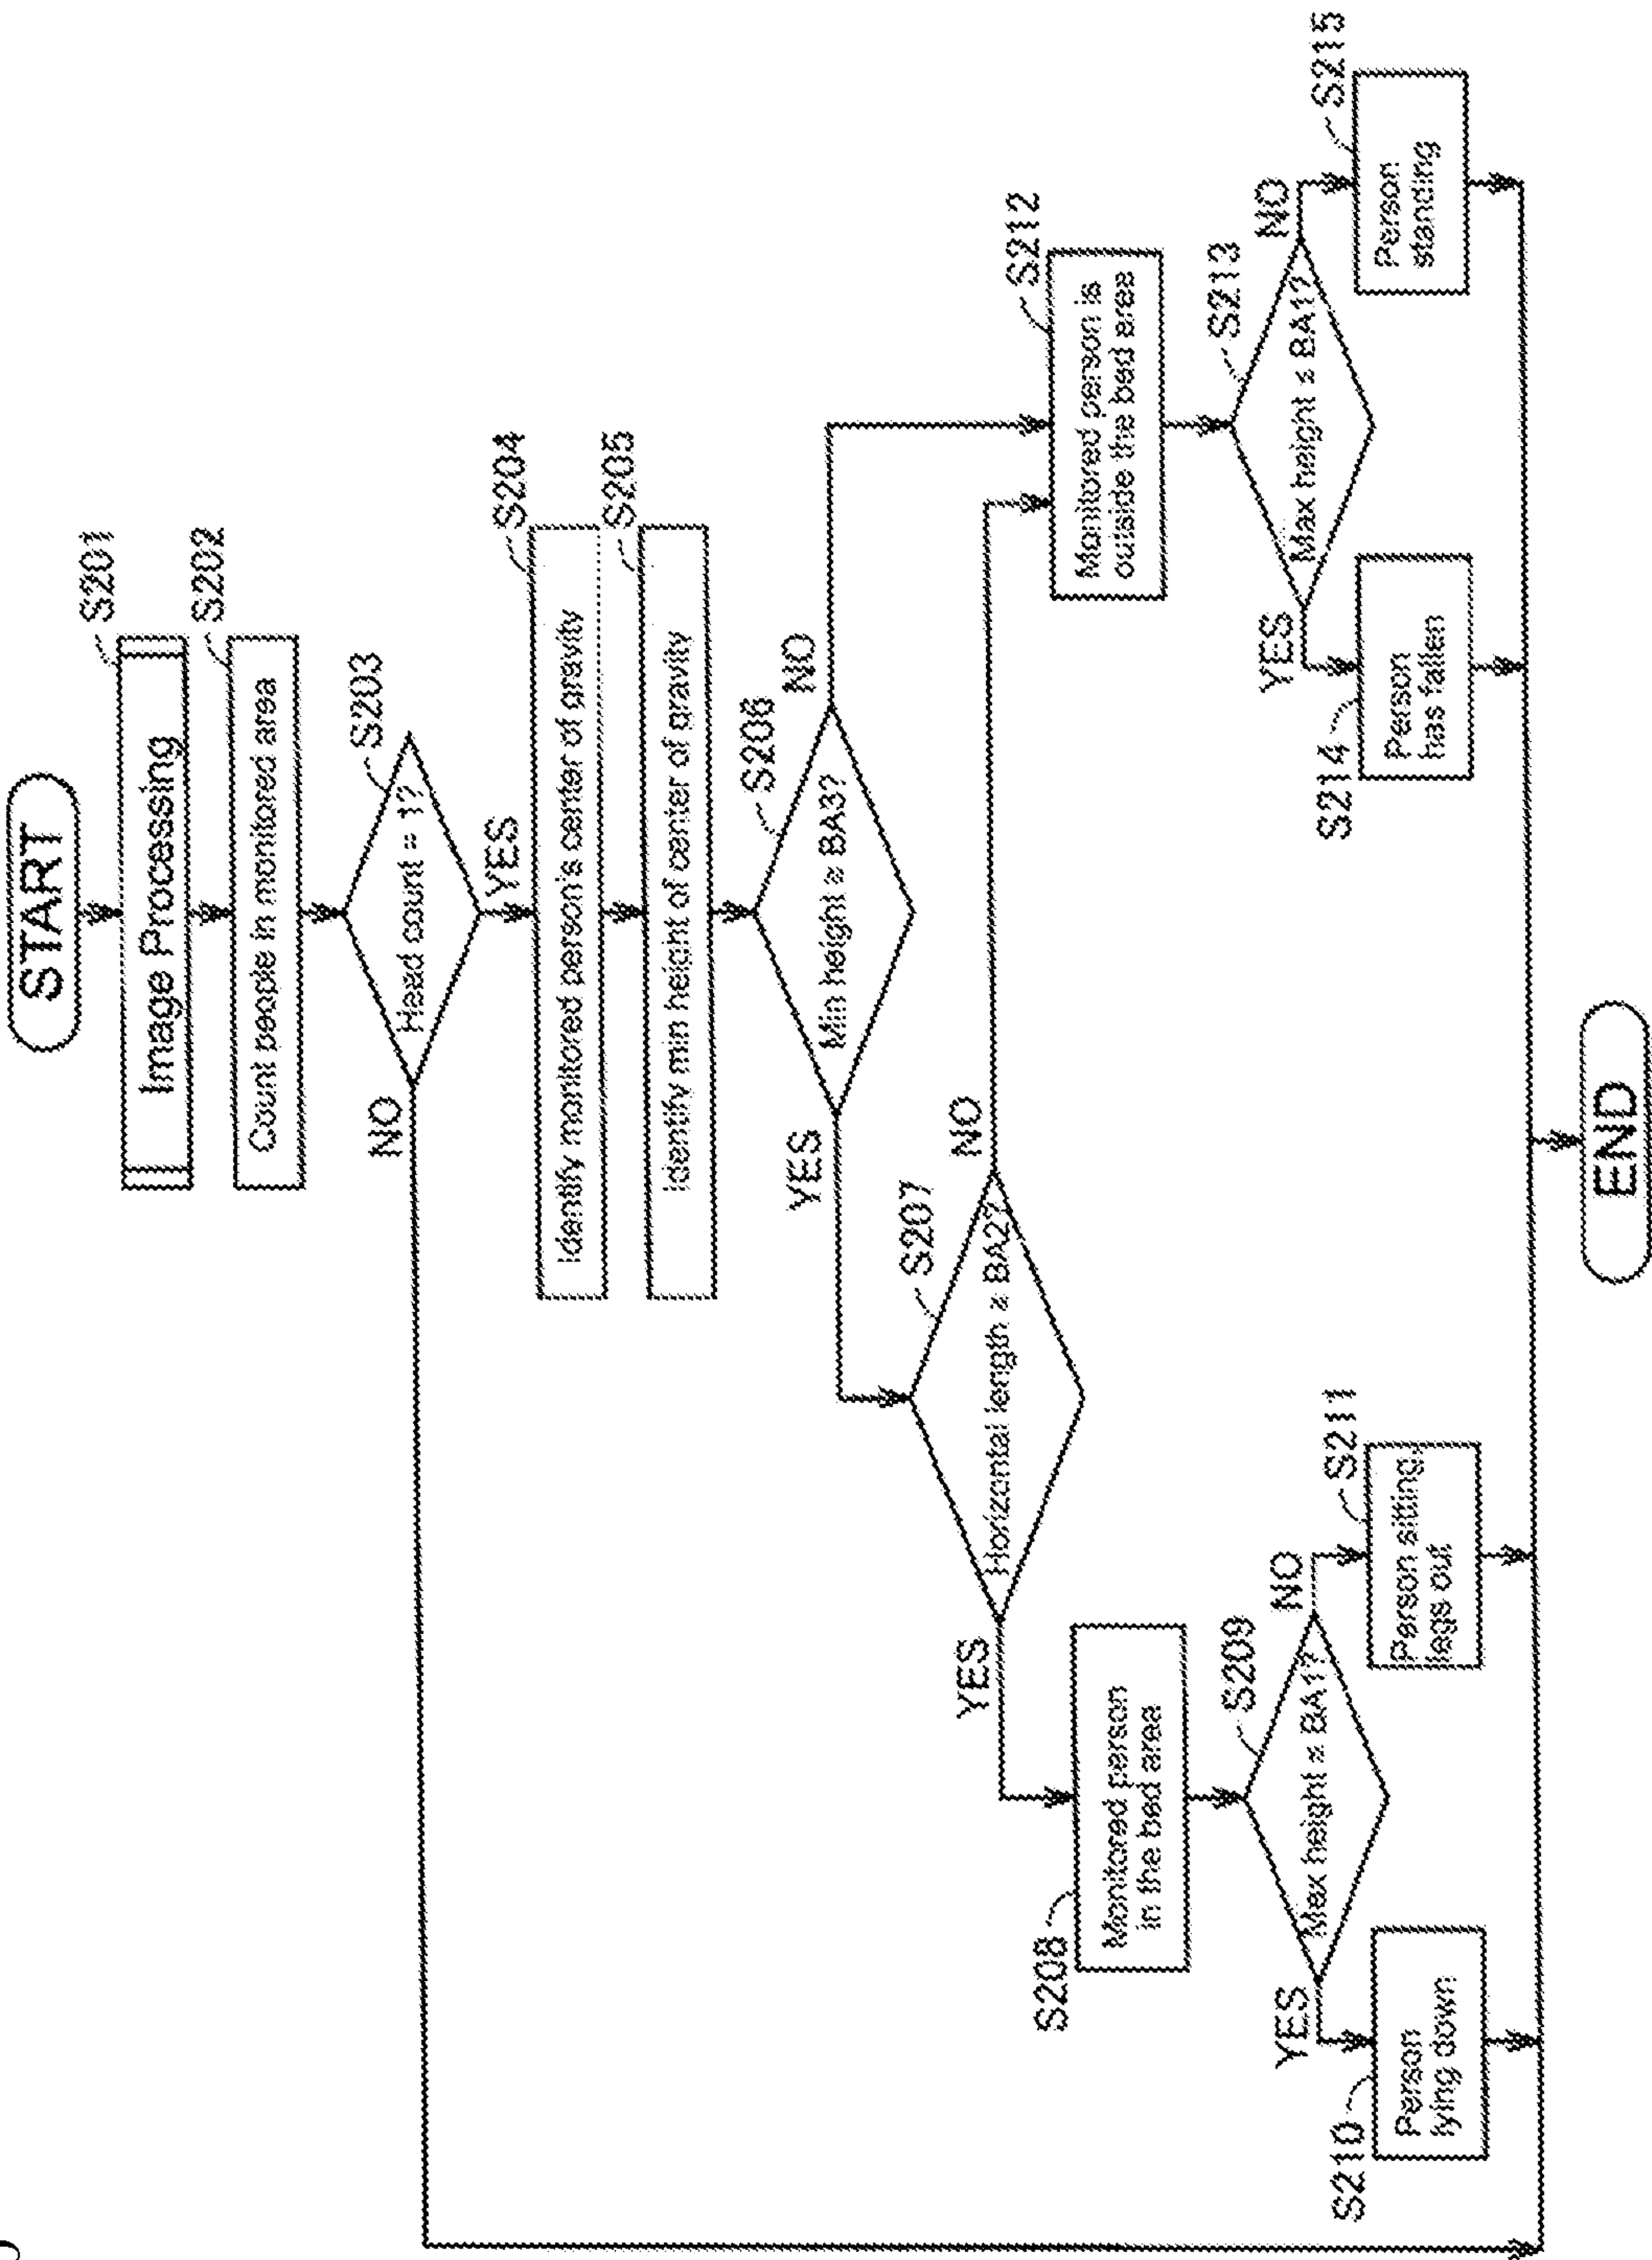 START
S201
Image Processing
S202
Count people in monitored area
S203
Head count = 1?
NO
YES
S204
Identify monitored person's center of gravity
S205
Identify min height of center of gravity
S206
Min height ≥ BA3?
YES
NO
S207
Horizontal length ≥ BA2?
YES
NO
S208
Monitored person
in the bed area
S212
Monitored person is
outside the bed area
S209
Max height ≤ BA1?
YES
NO
S213
Max height ≤ BA1?
YES
NO
S210
Person
lying down
S211
Person sitting,
legs out
S214
Person
has fallen
S215
Person
standing
END